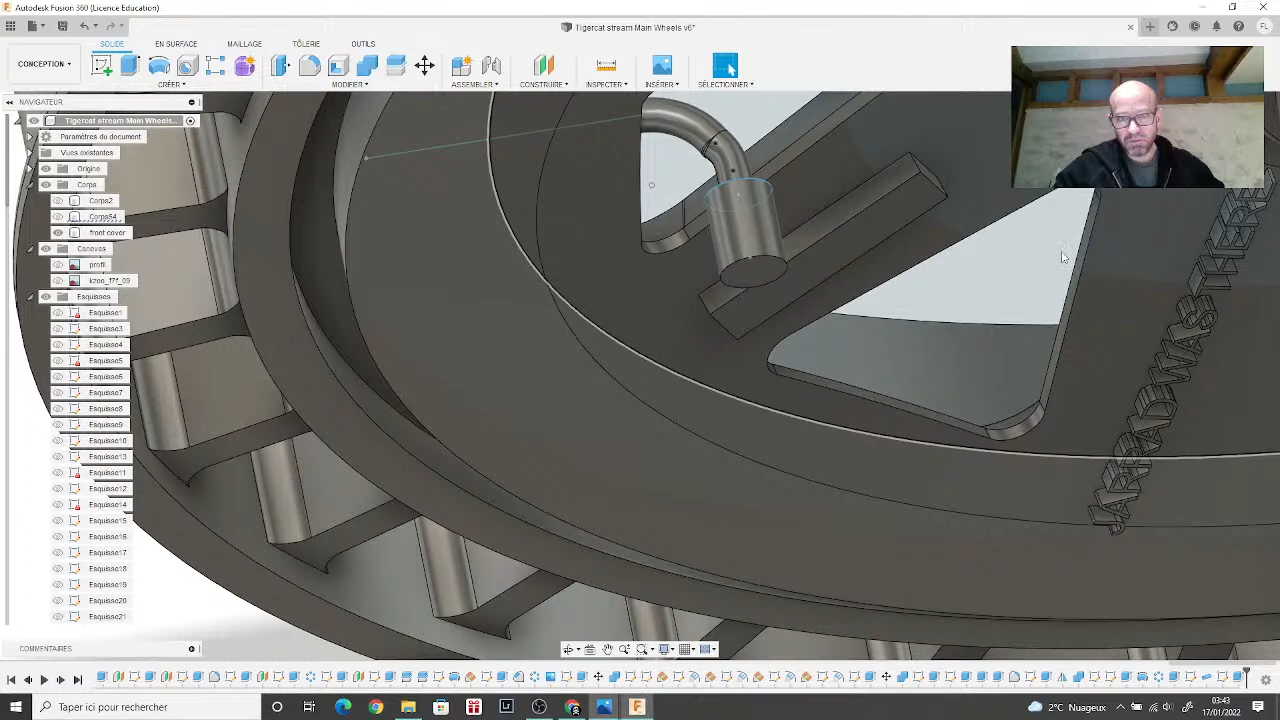 Autodesk Fusion 360 (Licence Education)
Tigercat stream Main Wheels v6*
FL
CONCEPTION
SOLIDE
EN SURFACE
MAILLAGE
TÔLERIE
OUTILS
CRÉER
MODIFIER
ASSEMBLER
CONSTRUIRE
INSPECTER
INSÉRER
SÉLECTIONNER
NAVIGATEUR
Tigercat stream Main Wheels...
Paramètres du document
Vues existantes
Origine
Corps
Corps2
Corps54
front cover
Canevas
profil
kzoo_f7f_09
Esquisses
Esquisse1
Esquisse3
Esquisse4
Esquisse5
Esquisse6
Esquisse7
Esquisse8
Esquisse9
Esquisse10
Esquisse13
Esquisse11
Esquisse12
Esquisse14
Esquisse15
Esquisse16
Esquisse17
Esquisse18
Esquisse19
Esquisse20
Esquisse21
COMMENTAIRES
Taper ici pour rechercher
2°C Nuageux
03:43
17/01/2022